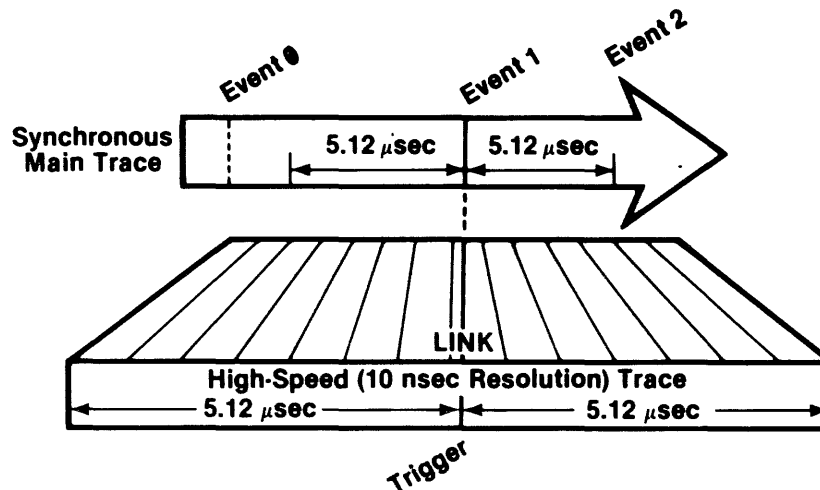 Event 0
Event 1
Event 2
Synchronous
Main Trace
5.12 μsec
5.12 μsec
LINK
High-Speed (10 nsec Resolution) Trace
5.12 μsec
5.12 μsec
Trigger